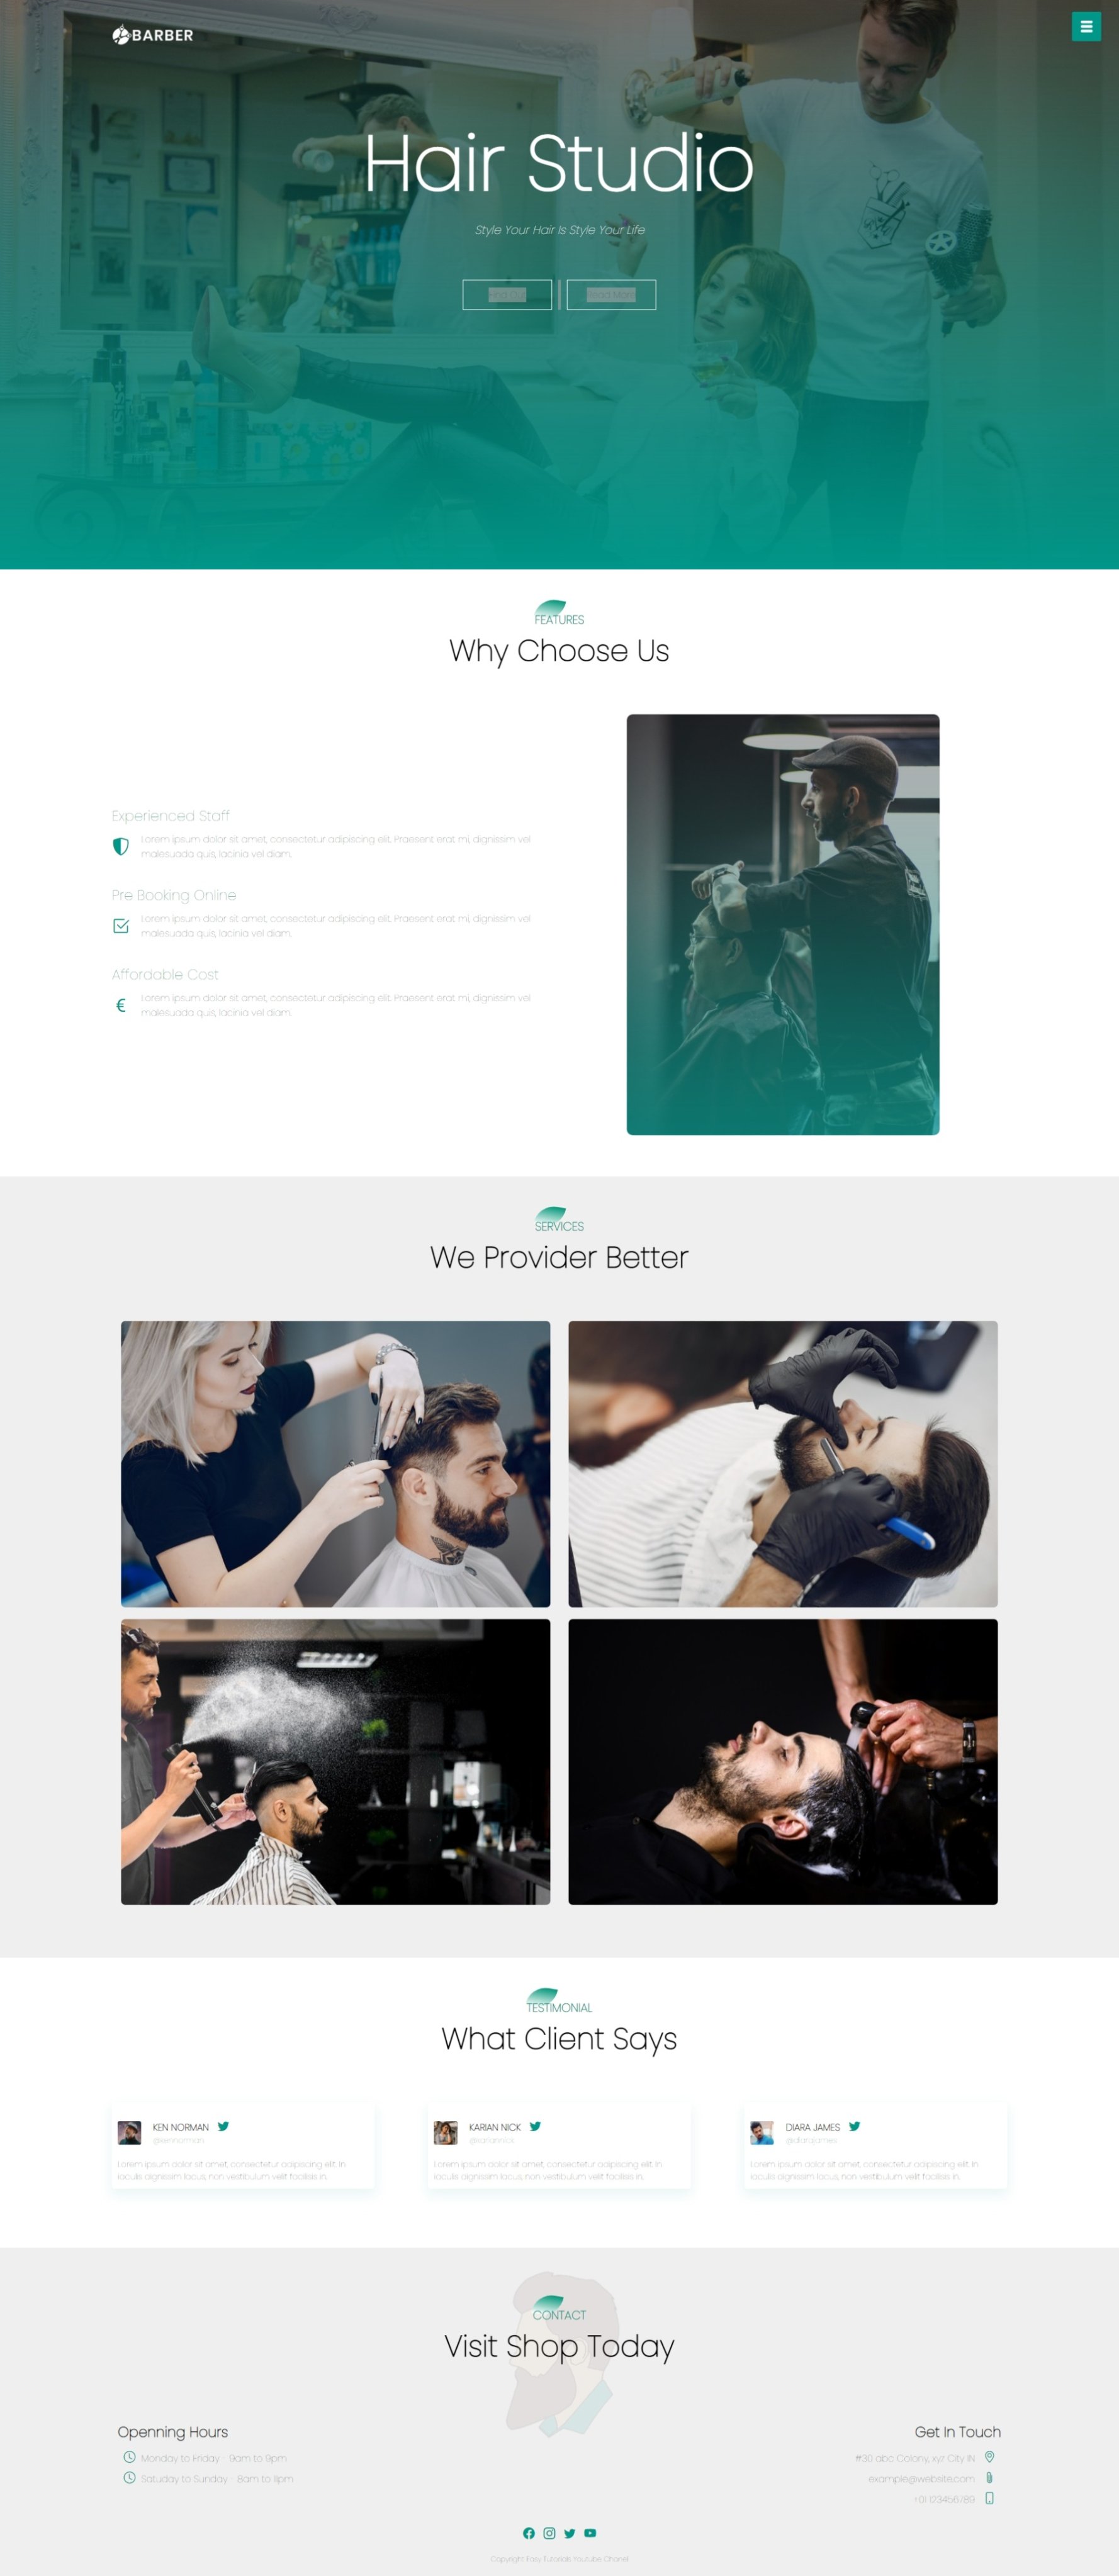 BARBER
Hair Studio
Style Your Hair Is Style Your Life
Find Out
Read More
FEATURES
Why Choose Us
Experienced Staff
Lorem ipsum dolor sit amet, consectetur adipiscing elit. Praesent erat mi, dignissim vel
malesuada quis, lacinia vel diam.
Pre Booking Online
Lorem ipsum dolor sit amet, consectetur adipiscing elit. Praesent erat mi, dignissim vel
malesuada quis, lacinia vel diam.
Affordable Cost
Lorem ipsum dolor sit amet, consectetur adipiscing elit. Praesent erat mi, dignissim vel
malesuada quis, lacinia vel diam.
SERVICES
We Provider Better
TESTIMONIAL
What Client Says
KEN NORMAN
@kennorman
Lorem ipsum dolor sit amet, consectetur adipiscing elit. In
iaculis dignissim lacus, non vestibulum velit facilisis in.
KARIAN NICK
@kariannick
Lorem ipsum dolor sit amet, consectetur adipiscing elit. In
iaculis dignissim lacus, non vestibulum velit facilisis in.
DIARA JAMES
@diarajames
Lorem ipsum dolor sit amet, consectetur adipiscing elit. In
iaculis dignissim lacus, non vestibulum velit facilisis in.
CONTACT
Visit Shop Today
Openning Hours
Monday to Friday - 9am to 9pm
Satuday to Sunday - 8am to 11pm
Get In Touch
#30 abc Colony, xyz City IN
example@website.com
+01 123456789
Copyright Easy Tutorials Youtube Chanel